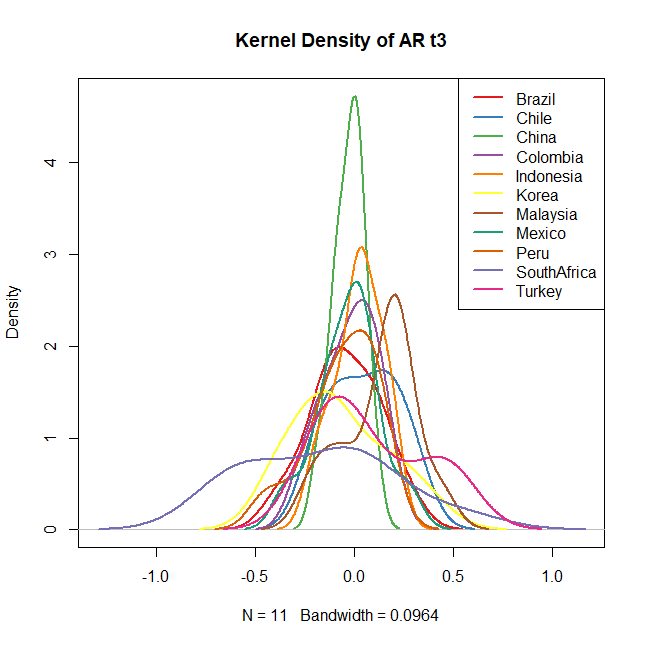 Kernel Density of AR t3
Brazil
Chile
China
Colombia
Indonesia
Korea
Malaysia
Mexico
Peru
SouthAfrica
Turkey
Density
4
3
2
1
0
-1.0 -0.5 0.0 0.5 1.0
N = 11 Bandwidth = 0.0964